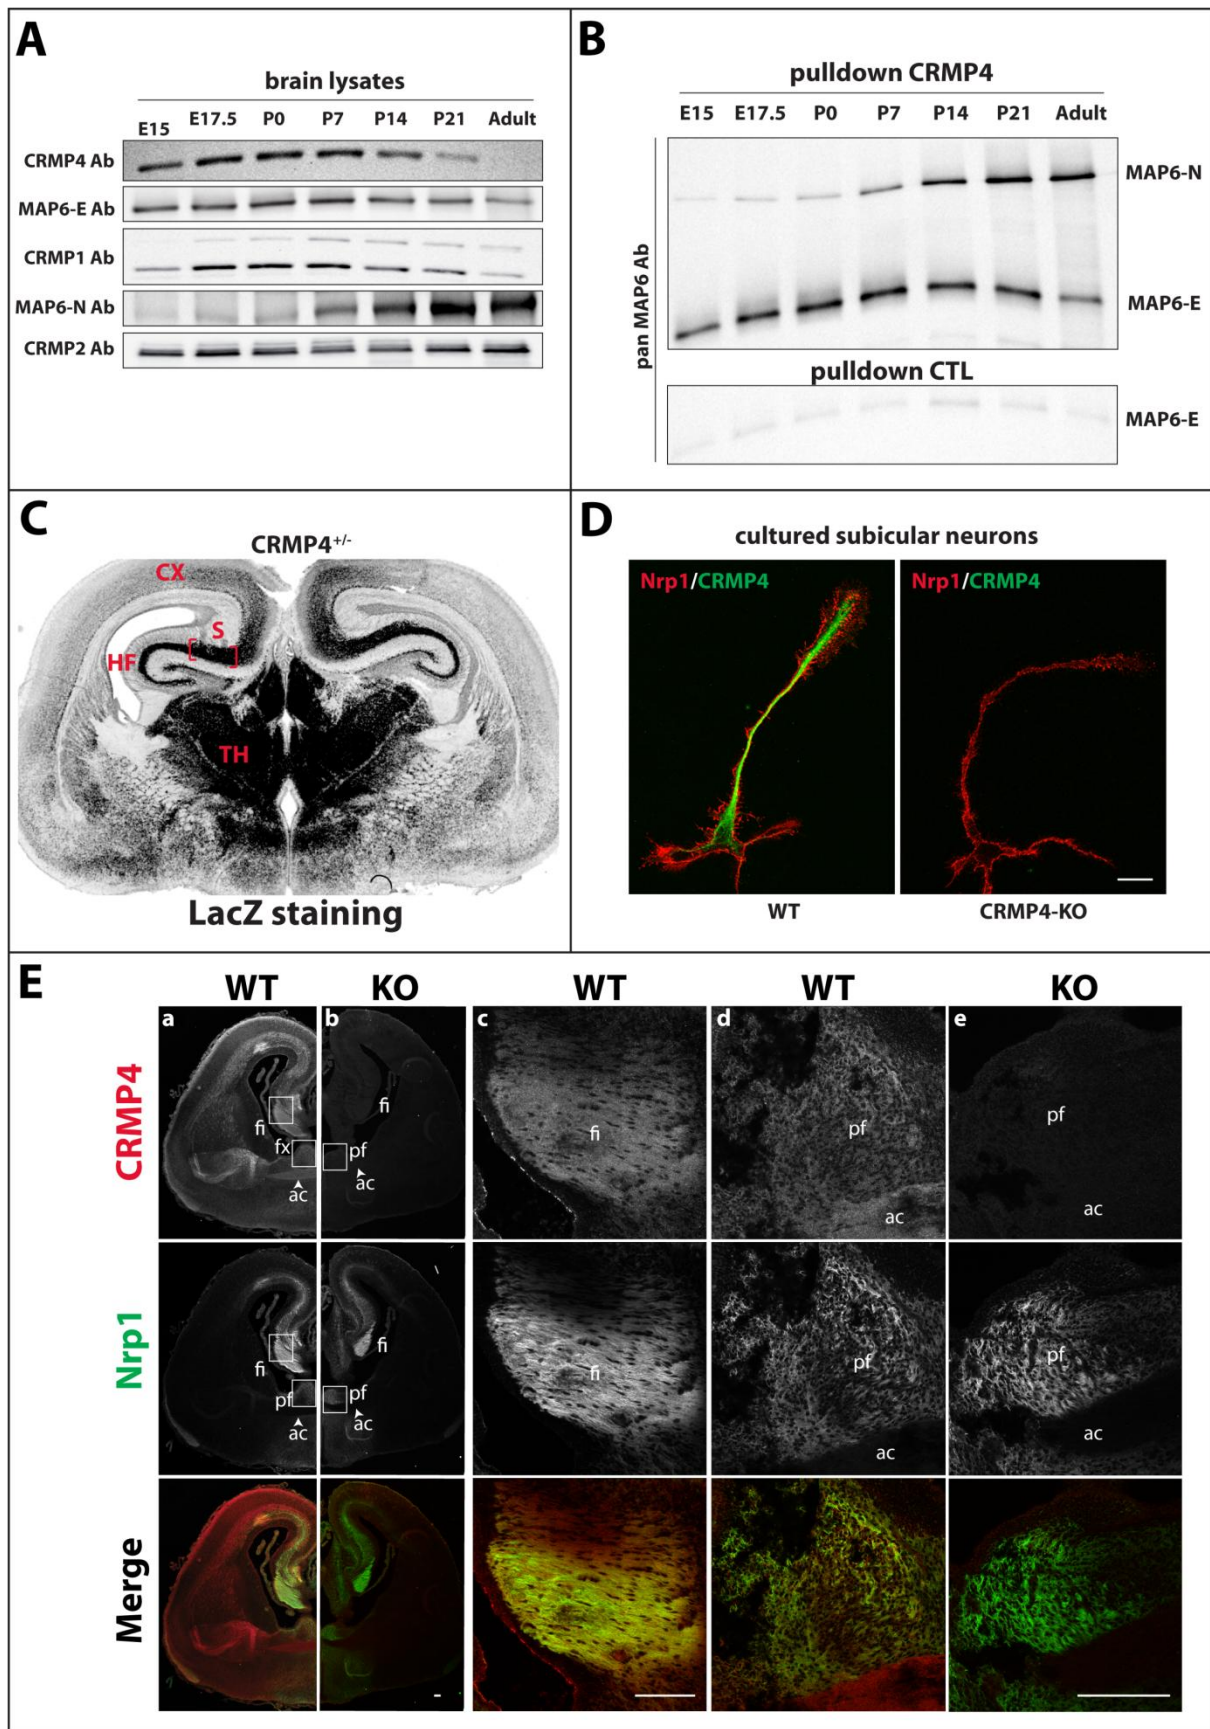 A
brain lysates
E15 E17.5 P0 P7 P14 P21 Adult
CRMP4 Ab
MAP6-E Ab
CRMP1 Ab
MAP6-N Ab
CRMP2 Ab
B
pulldown CRMP4
E15 E17.5 P0 P7 P14 P21 Adult
pan MAP6 Ab
MAP6-N
MAP6-E
pulldown CTL
MAP6-E
C
CRMP4+/-
CX
S
HF
TH
LacZ staining
D
cultured subicular neurons
Nrp1/CRMP4
Nrp1/CRMP4
WT
CRMP4-KO
E
WT KO WT WT KO
CRMP4
a
fi
fx
ac
b
fi
pf
ac
c
fi
d
pf
ac
e
pf
ac
Nrp1
fi
pf
ac
fi
pf
ac
fi
pf
ac
pf
ac
Merge